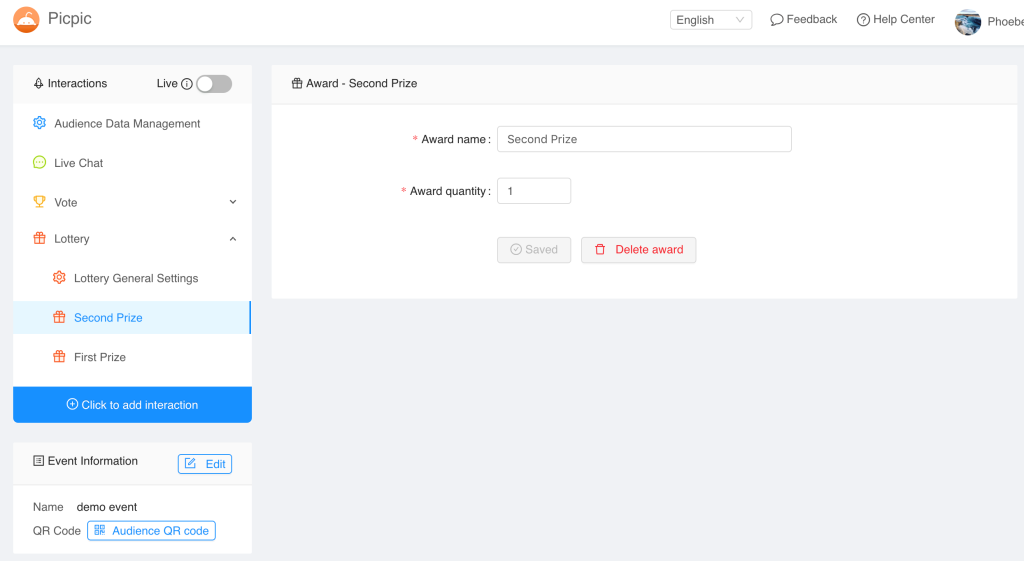 Picpic
English
Feedback
Help Center
Phoebe
Interactions
Live
Audience Data Management
Live Chat
Vote
Lottery
Lottery General Settings
Second Prize
First Prize
Click to add interaction
Event Information
Edit
Name demo event
QR Code Audience QR code
Award - Second Prize
* Award name : Second Prize
* Award quantity : 1
Saved
Delete award